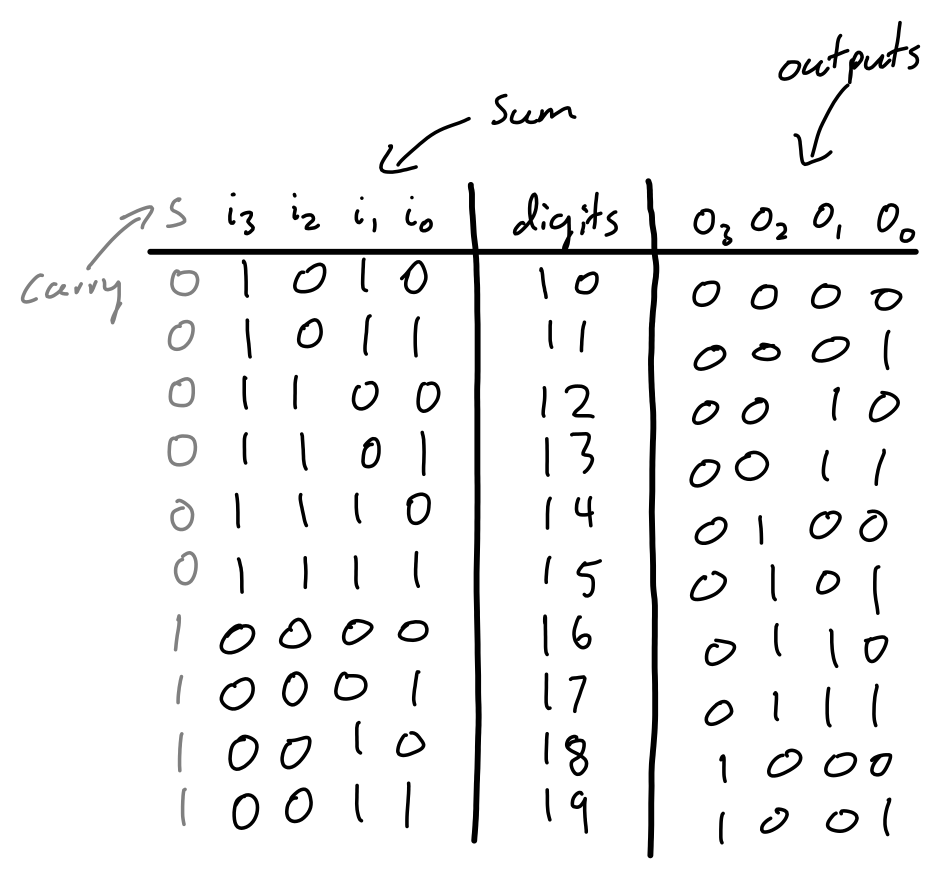 outputs
Sum
S i₃ i₂ i₁ i₀ digits O₃ O₂ O₁ O₀
Carry
0 1 0 1 0 10 0 0 0 0
0 1 0 1 1 11 0 0 0 1
0 1 1 0 0 12 0 0 1 0
0 1 1 0 1 13 0 0 1 1
0 1 1 1 0 14 0 1 0 0
0 1 1 1 1 15 0 1 0 1
1 0 0 0 0 16 0 1 1 0
1 0 0 0 1 17 0 1 1 1
1 0 0 1 0 18 1 0 0 0
1 0 0 1 1 19 1 0 0 1